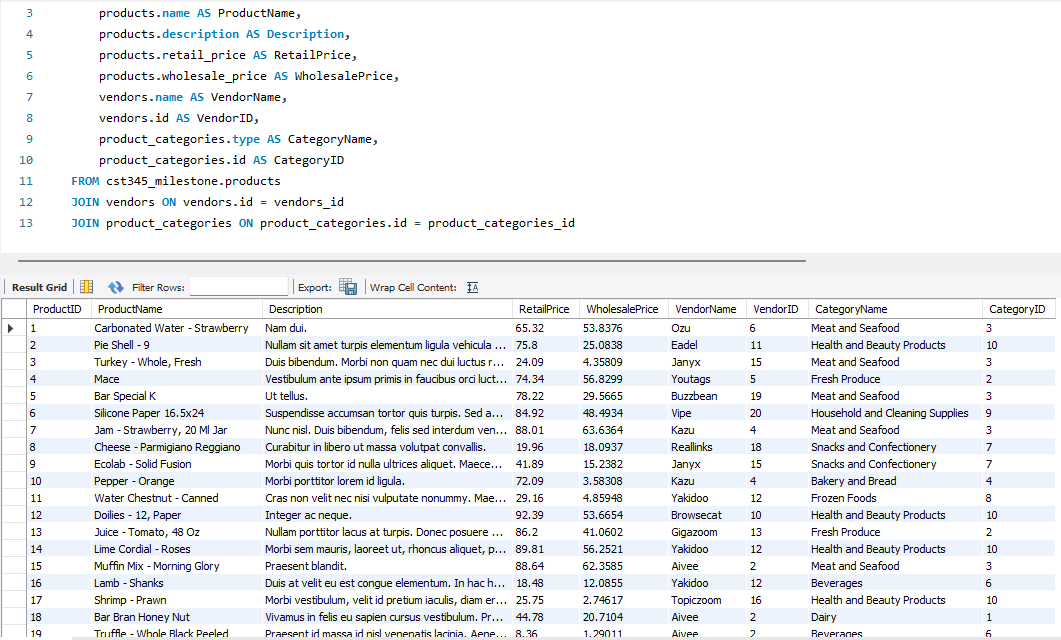 3 products.name AS ProductName,
4 products.description AS Description,
5 products.retail_price AS RetailPrice,
6 products.wholesale_price AS WholesalePrice,
7 vendors.name AS VendorName,
8 vendors.id AS VendorID,
9 product_categories.type AS CategoryName,
10 product_categories.id AS CategoryID
11 FROM cst345_milestone.products
12 JOIN vendors ON vendors.id = vendors_id
13 JOIN product_categories ON product_categories.id = product_categories_id
Result Grid Filter Rows: Export: Wrap Cell Content: IA
ProductID ProductName Description RetailPrice WholesalePrice VendorName VendorID CategoryName CategoryID
1 Carbonated Water - Strawberry Nam dui. 65.32 53.8376 Ozu 6 Meat and Seafood 3
2 Pie Shell - 9 Nullam sit amet turpis elementum ligula vehicula ... 75.8 25.0838 Eadel 11 Health and Beauty Products 10
3 Turkey - Whole, Fresh Duis bibendum. Morbi non quam nec dui luctus r... 24.09 4.35809 Janyx 15 Meat and Seafood 3
4 Mace Vestibulum ante ipsum primis in faucibus orci luct... 74.34 56.8299 Youtags 5 Fresh Produce 2
5 Bar Special K Ut tellus. 78.22 29.5665 Buzzbean 19 Meat and Seafood 3
6 Silicone Paper 16.5x24 Suspendisse accumsan tortor quis turpis. Sed a... 84.92 48.4934 Vipe 20 Household and Cleaning Supplies 9
7 Jam - Strawberry, 20 Ml Jar Nunc nisl. Duis bibendum, felis sed interdum ven... 88.01 63.6364 Kazu 4 Meat and Seafood 3
8 Cheese - Parmigiano Reggiano Curabitur in libero ut massa volutpat convallis. 19.96 18.0937 Reallinks 18 Snacks and Confectionery 7
9 Ecolab - Solid Fusion Morbi quis tortor id nulla ultrices aliquet. Maece... 41.89 15.2382 Janyx 15 Snacks and Confectionery 7
10 Pepper - Orange Morbi porttitor lorem id ligula. 72.09 3.58308 Kazu 4 Bakery and Bread 4
11 Water Chestnut - Canned Cras non velit nec nisi vulputate nonummy. Mae... 29.16 4.85948 Yakidoo 12 Frozen Foods 8
12 Doilies - 12, Paper Integer ac neque. 92.39 53.6654 Browsecat 10 Health and Beauty Products 10
13 Juice - Tomato, 48 Oz Nullam porttitor lacus at turpis. Donec posuere ... 86.2 41.0602 Gigazoom 13 Fresh Produce 2
14 Lime Cordial - Roses Morbi sem mauris, laoreet ut, rhoncus aliquet, p... 89.81 56.2521 Yakidoo 12 Health and Beauty Products 10
15 Muffin Mix - Morning Glory Praesent blandit. 88.64 62.3585 Aivee 2 Meat and Seafood 3
16 Lamb - Shanks Duis at velit eu est congue elementum. In hac h... 18.48 12.0855 Yakidoo 12 Beverages 6
17 Shrimp - Prawn Morbi vestibulum, velit id pretium iaculis, diam er... 25.75 2.74617 Topiczoom 16 Health and Beauty Products 10
18 Bar Bran Honey Nut Vivamus in felis eu sapien cursus vestibulum. Pr... 44.78 20.7104 Aivee 2 Dairy 1
19 Truffle - Whole Black Peeled Praesent id massa id nisl venenatis lacinia. Aene... 8.36 1.29011 Aivee 2 Beverages 6